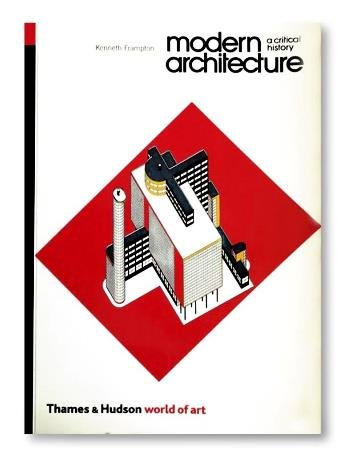 Kenneth Frampton
modern a critical
history
architecture
Thames & Hudson world of art